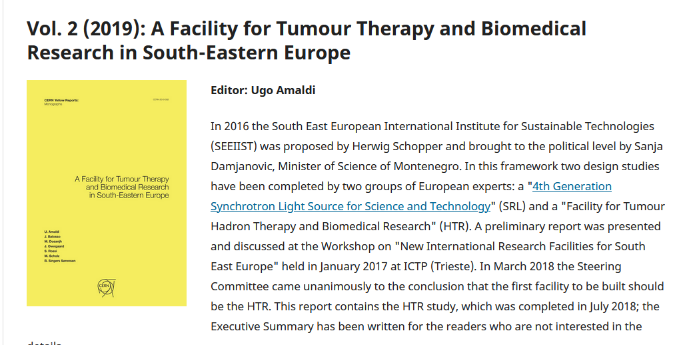 Vol. 2 (2019): A Facility for Tumour Therapy and Biomedical
Research in South-Eastern Europe
CERN Yellow Reports:
Monographs
A Facility for Tumour Therapy
and Biomedical Research
in South-Eastern Europe
U. Amaldi
CERN
Editor: Ugo Amaldi
In 2016 the South East European International Institute for Sustainable Technologies
(SEEIIST) was proposed by Herwig Schopper and brought to the political level by Sanja
Damjanovic, Minister of Science of Montenegro. In this framework two design studies
have been completed by two groups of European experts: a "4th Generation
Synchrotron Light Source for Science and Technology" (SRL) and a "Facility for Tumour
Hadron Therapy and Biomedical Research" (HTR). A preliminary report was presented
and discussed at the Workshop on "New International Research Facilities for South
East Europe" held in January 2017 at ICTP (Trieste). In March 2018 the Steering
Committee came unanimously to the conclusion that the first facility to be built should
be the HTR. This report contains the HTR study, which was completed in July 2018; the
Executive Summary has been written for the readers who are not interested in the
details